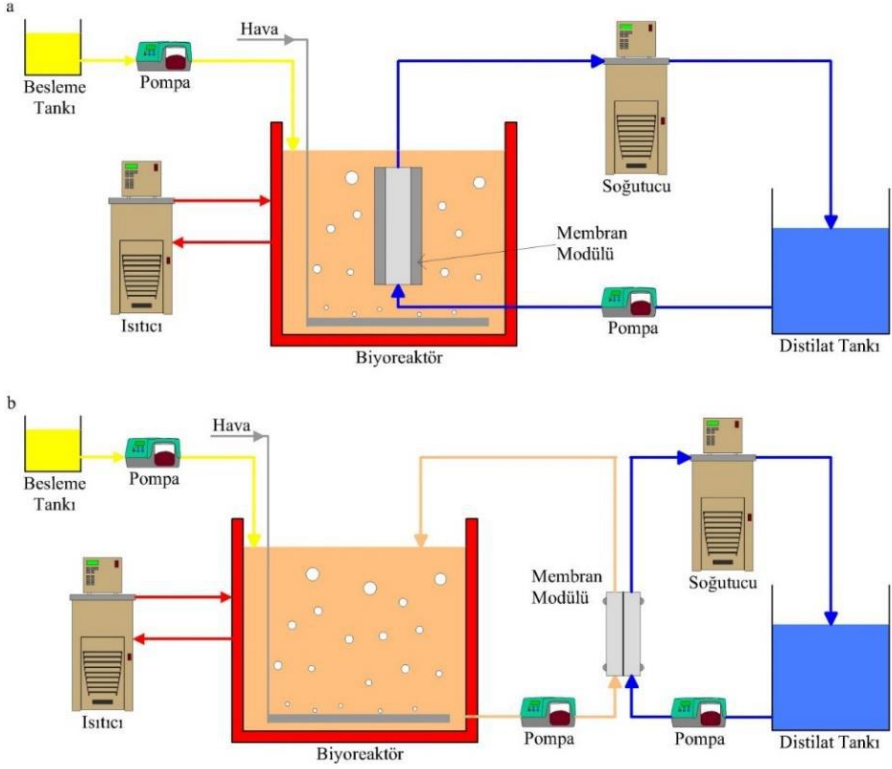 a
Hava
Besleme
Tankı
Pompa
Soğutucu
Membran
Modülü
Isıtıcı
Pompa
Biyoreaktör
Distilat Tankı
b
Hava
Besleme
Tankı
Pompa
Soğutucu
Membran
Modülü
Isıtıcı
Pompa
Pompa
Biyoreaktör
Distilat Tankı